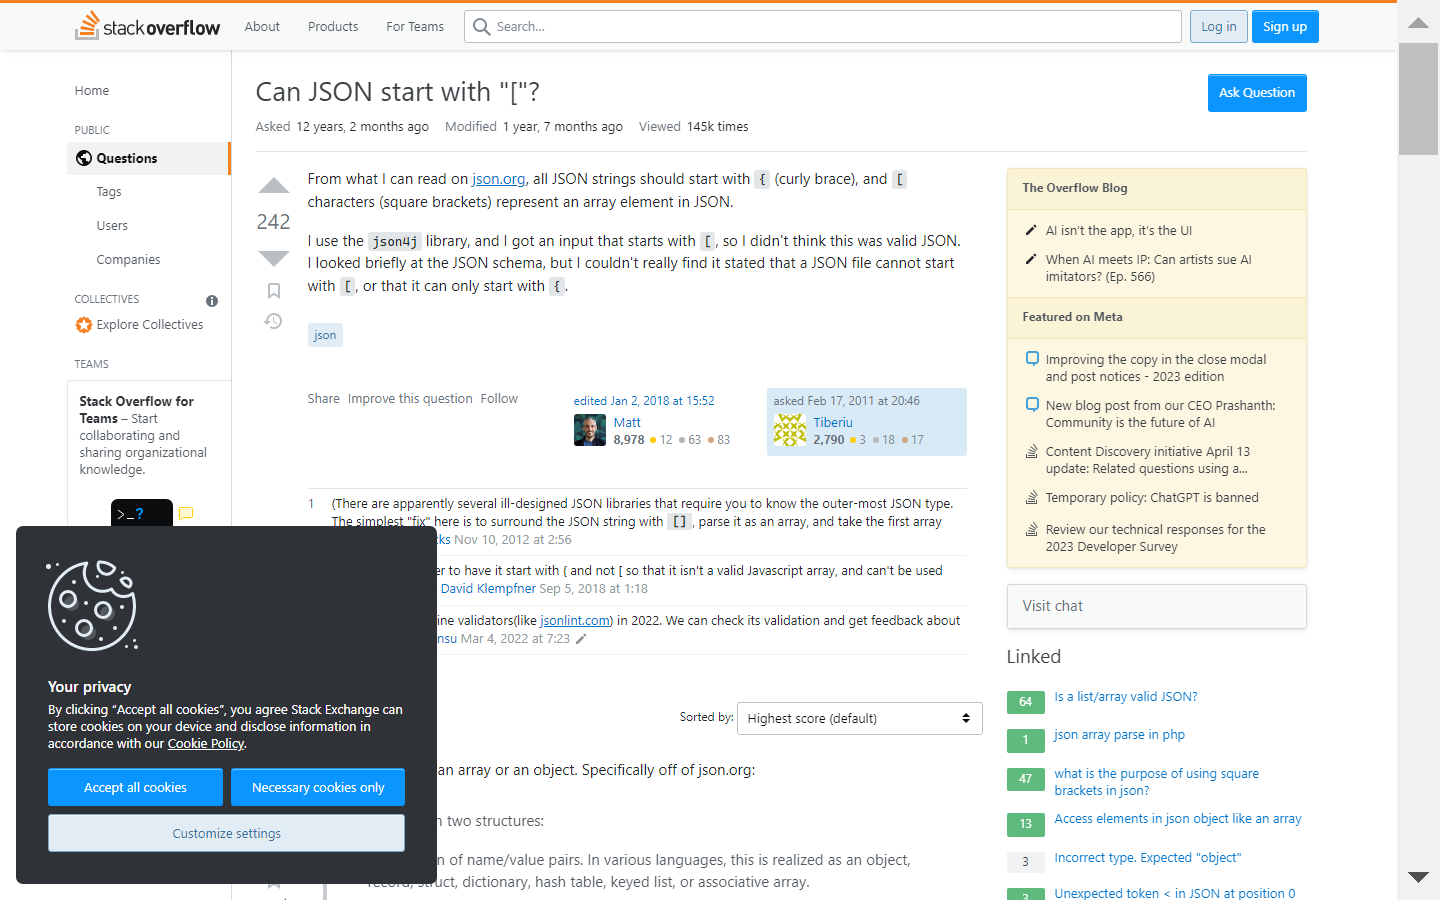 stack overflow
About
Products
For Teams
Search...
Log in
Sign up
Home
PUBLIC
Questions
Tags
Users
Companies
COLLECTIVES
Explore Collectives
TEAMS
Stack Overflow for
Teams – Start
collaborating and
sharing organizational
knowledge.
>_?
Can JSON start with "["?
Ask Question
Asked 12 years, 2 months ago Modified 1 year, 7 months ago Viewed 145k times
242
From what I can read on json.org, all JSON strings should start with { (curly brace), and [
characters (square brackets) represent an array element in JSON.
I use the json4j library, and I got an input that starts with [, so I didn't think this was valid JSON.
I looked briefly at the JSON schema, but I couldn't really find it stated that a JSON file cannot start
with [, or that it can only start with {.
json
Share Improve this question Follow
edited Jan 2, 2018 at 15:52
Matt
8,978 12 63 83
asked Feb 17, 2011 at 20:46
Tiberiu
2,790 3 18 17
1 (There are apparently several ill-designed JSON libraries that require you to know the outer-most JSON type.
The simplest "fix" here is to surround the JSON string with [], parse it as an array, and take the first array
cks Nov 10, 2012 at 2:56
er to have it start with { and not [ so that it isn't a valid Javascript array, and can't be used
David Klempfner Sep 5, 2018 at 1:18
ine validators(like jsonlint.com) in 2022. We can check its validation and get feedback about
nsu Mar 4, 2022 at 7:23
Sorted by:
Highest score (default)
an array or an object. Specifically off of json.org:
n two structures:
n of name/value pairs. In various languages, this is realized as an object,
record, struct, dictionary, hash table, keyed list, or associative array.
The Overflow Blog
AI isn't the app, it's the UI
When AI meets IP: Can artists sue AI
imitators? (Ep. 566)
Featured on Meta
Improving the copy in the close modal
and post notices - 2023 edition
New blog post from our CEO Prashanth:
Community is the future of AI
Content Discovery initiative April 13
update: Related questions using a...
Temporary policy: ChatGPT is banned
Review our technical responses for the
2023 Developer Survey
Visit chat
Linked
64 Is a list/array valid JSON?
1 json array parse in php
47 what is the purpose of using square
brackets in json?
13 Access elements in json object like an array
3 Incorrect type. Expected "object"
3 Unexpected token < in JSON at position 0
Your privacy
By clicking “Accept all cookies”, you agree Stack Exchange can
store cookies on your device and disclose information in
accordance with our Cookie Policy.
Accept all cookies
Necessary cookies only
Customize settings